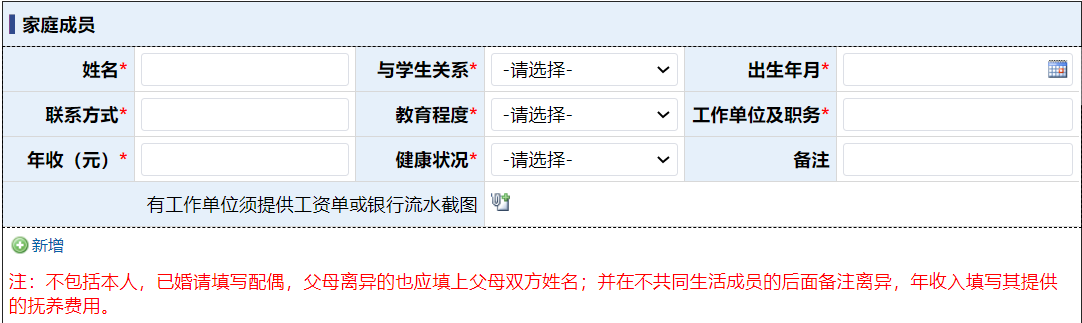 家庭成员
姓名* 与学生关系* -请选择- 出生年月*
联系方式* 教育程度* -请选择- 工作单位及职务*
年收（元）* 健康状况* -请选择- 备注
有工作单位须提供工资单或银行流水截图
新增
注：不包括本人，已婚请填写配偶，父母离异的也应填上父母双方姓名；并在不共同生活成员的后面备注离异，年收入填写其提供
的抚养费用。